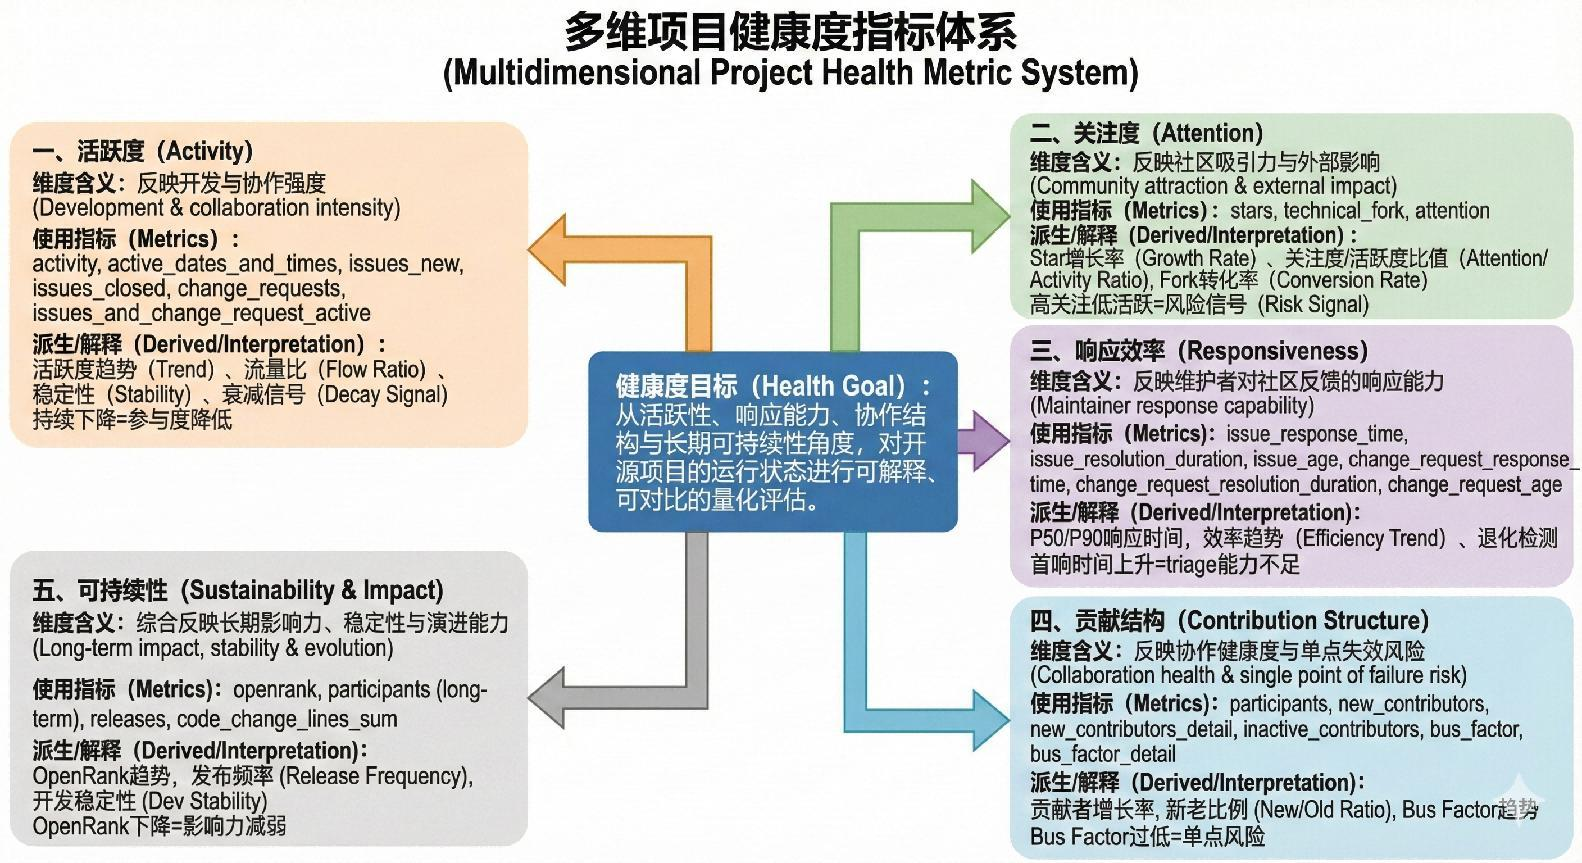 多维项目健康度指标体系
(Multidimensional Project Health Metric System)
一、活跃度（Activity）
维度含义：反映开发与协作强度
(Development & collaboration intensity)
使用指标（Metrics）：
activity, active_dates_and_times, issues_new,
issues_closed, change_requests,
issues_and_change_request_active
派生/解释（Derived/Interpretation）：
活跃度趋势（Trend）、流量比（Flow Ratio）、
稳定性（Stability）、衰减信号（Decay Signal）
持续下降=参与度降低
二、关注度（Attention）
维度含义：反映社区吸引力与外部影响
(Community attraction & external impact)
使用指标（Metrics）：stars, technical_fork, attention
派生/解释（Derived/Interpretation）：
Star增长率（Growth Rate）、关注度/活跃度比值（Attention/
Activity Ratio), Fork转化率（Conversion Rate）
高关注低活跃=风险信号（Risk Signal）
健康度目标（Health Goal）：
从活跃性、响应能力、协作结
构与长期可持续性角度，对开
源项目的运行状态进行可解释、
可对比的量化评估。
三、响应效率（Responsiveness）
维度含义：反映维护者对社区反馈的响应能力
(Maintainer response capability)
使用指标（Metrics）：issue_response_time,
issue_resolution_duration, issue_age, change_request_response_
time, change_request_resolution_duration, change_request_age
派生/解释（Derived/Interpretation）：
P50/P90响应时间，效率趋势（Efficiency Trend）、退化检测
首响时间上升=triage能力不足
四、贡献结构（Contribution Structure）
维度含义：反映协作健康度与单点失效风险
(Collaboration health & single point of failure risk)
使用指标（Metrics）：participants, new_contributors,
new_contributors_detail, inactive_contributors, bus_factor,
bus_factor_detail
派生/解释（Derived/Interpretation）：
贡献者增长率, 新老比例 (New/Old Ratio), Bus Factor趋势
Bus Factor过低=单点风险
五、可持续性（Sustainability & Impact）
维度含义：综合反映长期影响力、稳定性与演进能力
(Long-term impact, stability & evolution)
使用指标（Metrics）：openrank, participants (long-
term), releases, code_change_lines_sum
派生/解释（Derived/Interpretation）：
OpenRank趋势，发布频率 (Release Frequency),
开发稳定性 (Dev Stability)
OpenRank下降=影响力减弱